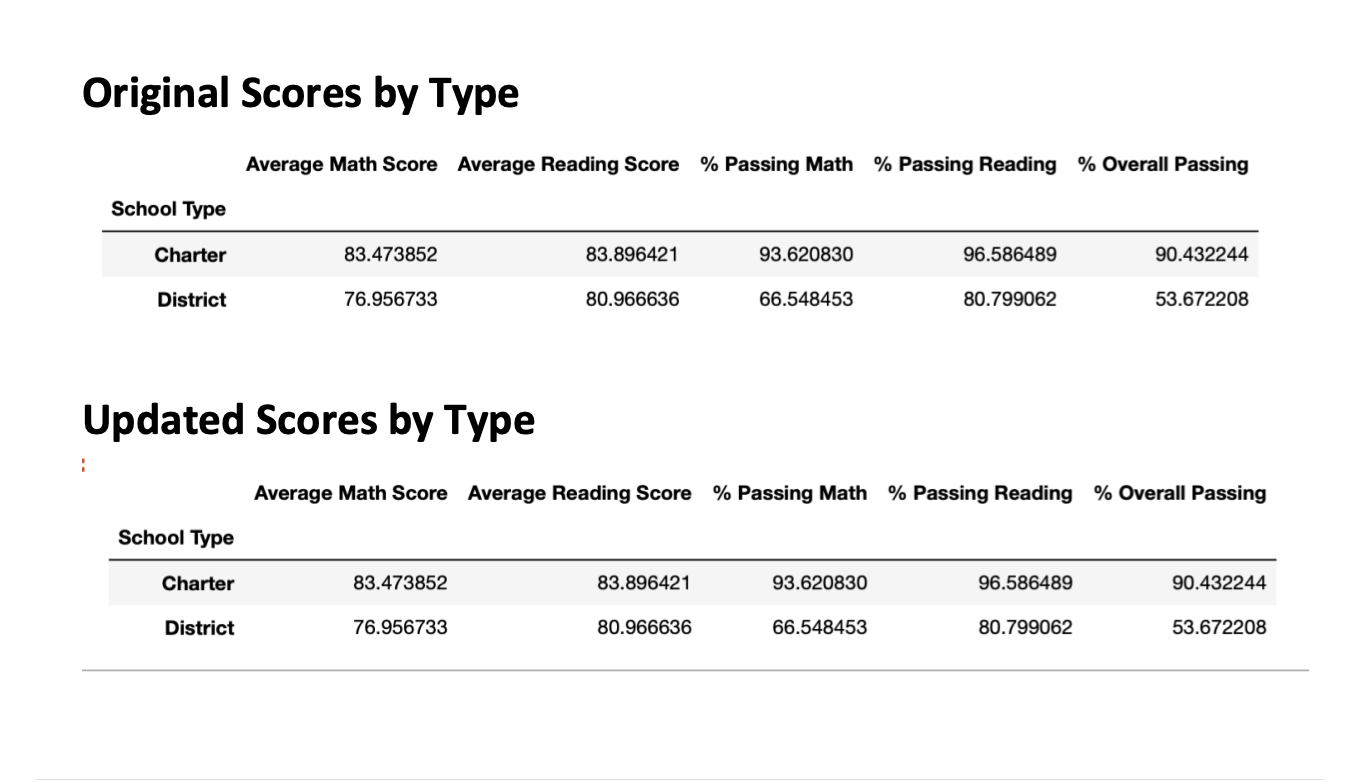 Original Scores by Type
Average Math Score Average Reading Score % Passing Math % Passing Reading % Overall Passing
School Type
Charter 83.473852 83.896421 93.620830 96.586489 90.432244
District 76.956733 80.966636 66.548453 80.799062 53.672208
Updated Scores by Type
:
Average Math Score Average Reading Score % Passing Math % Passing Reading % Overall Passing
School Type
Charter 83.473852 83.896421 93.620830 96.586489 90.432244
District 76.956733 80.966636 66.548453 80.799062 53.672208